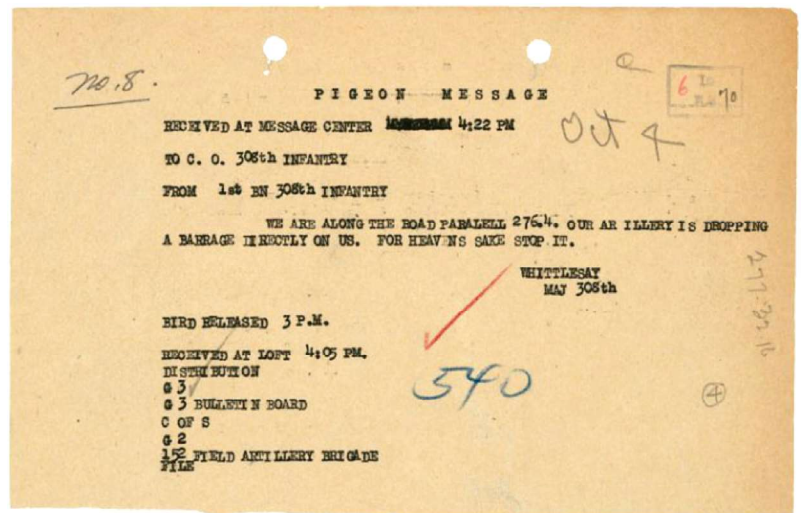 no. 8.
6 70
PIGEON MESSAGE
RECEIVED AT MESSAGE CENTER 4:22 PM
Oct 4
TO C. O. 308th INFANTRY
FROM 1st BN 308th INFANTRY
WE ARE ALONG THE ROAD PARALELL 276.4. OUR AR ILLERY IS DROPPING
A BARRAGE DIRECTLY ON US. FOR HEAVENS SAKE STOP IT.
WHITTLESAY
MAJ 308th
BIRD RELEASED 3 P.M.
RECEIVED AT LOFT 4:05 PM.
DISTRIBUTION
540
G 3
G 3 BULLETIN BOARD
4
C OF S
G 2
152 FIELD ARTILLERY BRIGADE
FILE